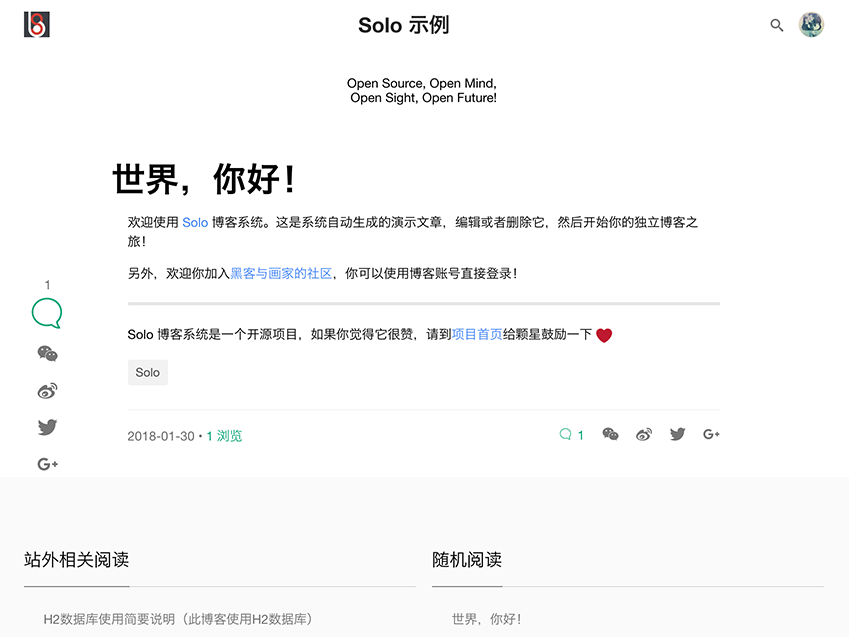 Solo 示例
Open Source, Open Mind,
Open Sight, Open Future!
世界，你好！
欢迎使用 Solo 博客系统。这是系统自动生成的演示文章，编辑或者删除它，然后开始你的独立博客之
旅！
另外，欢迎你加入黑客与画家的社区，你可以使用博客账号直接登录！
1
Solo 博客系统是一个开源项目，如果你觉得它很赞，请到项目首页给颗星鼓励一下 ❤️
Solo
2018-01-30 • 1 浏览
1
G+
G+
站外相关阅读
随机阅读
H2数据库使用简要说明（此博客使用H2数据库）
世界，你好！